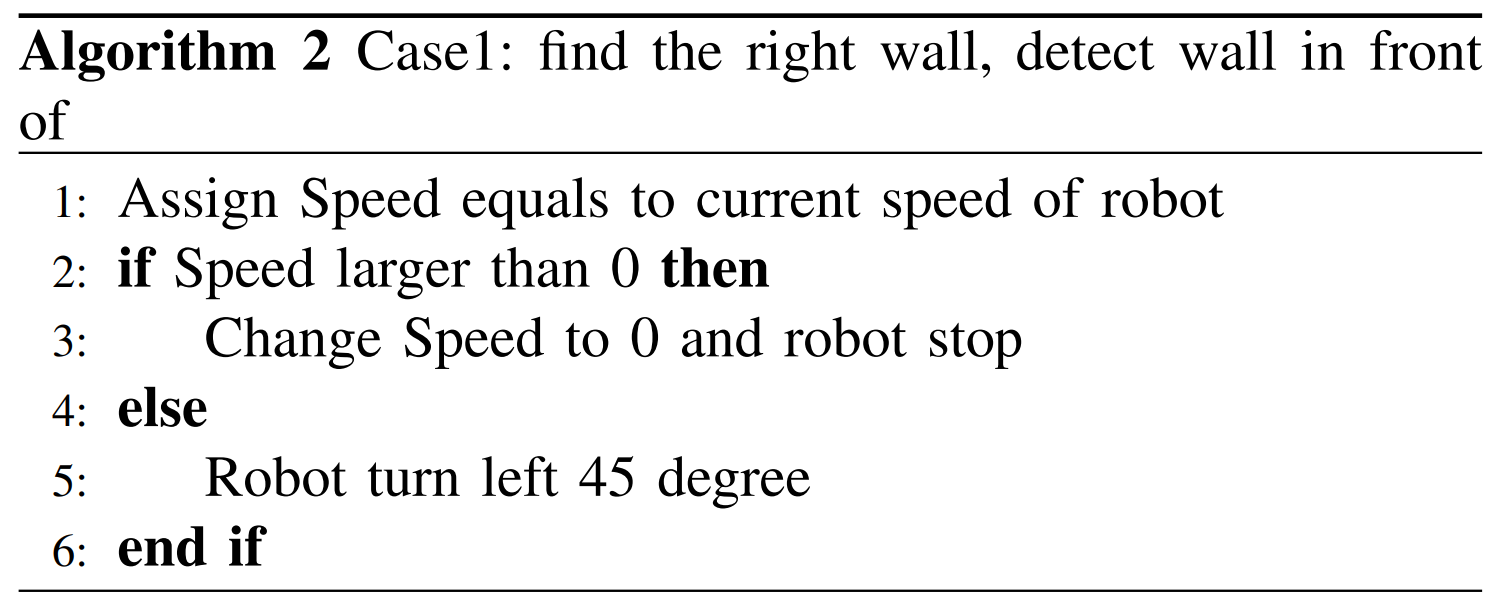 Algorithm 2 Case1: find the right wall, detect wall in front
of
1: Assign Speed equals to current speed of robot
2: if Speed larger than 0 then
3: Change Speed to 0 and robot stop
4: else
5: Robot turn left 45 degree
6: end if